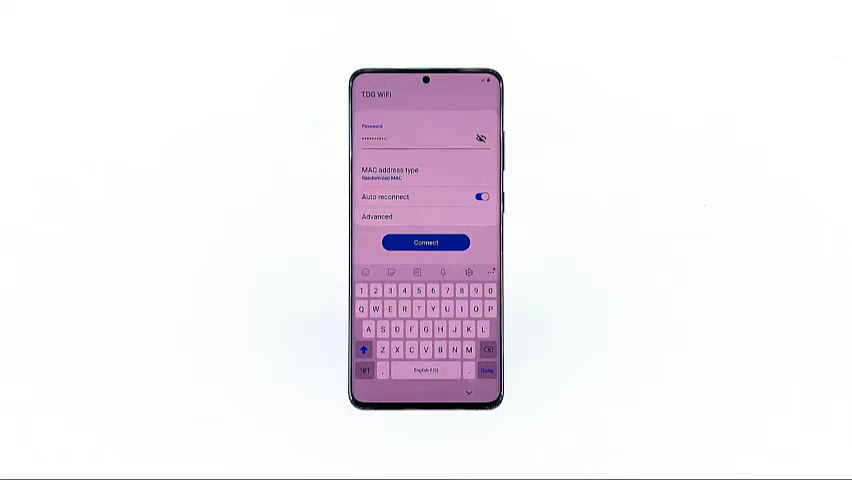 TDG WiFi
Password
••••••••••
MAC address type
Randomized MAC
Auto reconnect
Advanced
Connect
1 2 3 4 5 6 7 8 9 0
Q W E R T Y U I O P
A S D F G H J K L
Z X C V B N M
!#1 , English (US) . Done